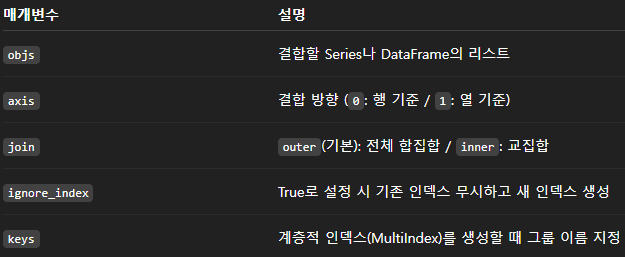 매개변수 설명
objs 결합할 Series나 DataFrame의 리스트
axis 결합 방향 (0: 행 기준 / 1: 열 기준)
join outer(기본): 전체 합집합 / inner: 교집합
ignore_index True로 설정 시 기존 인덱스 무시하고 새 인덱스 생성
keys 계층적 인덱스(MultiIndex)를 생성할 때 그룹 이름 지정